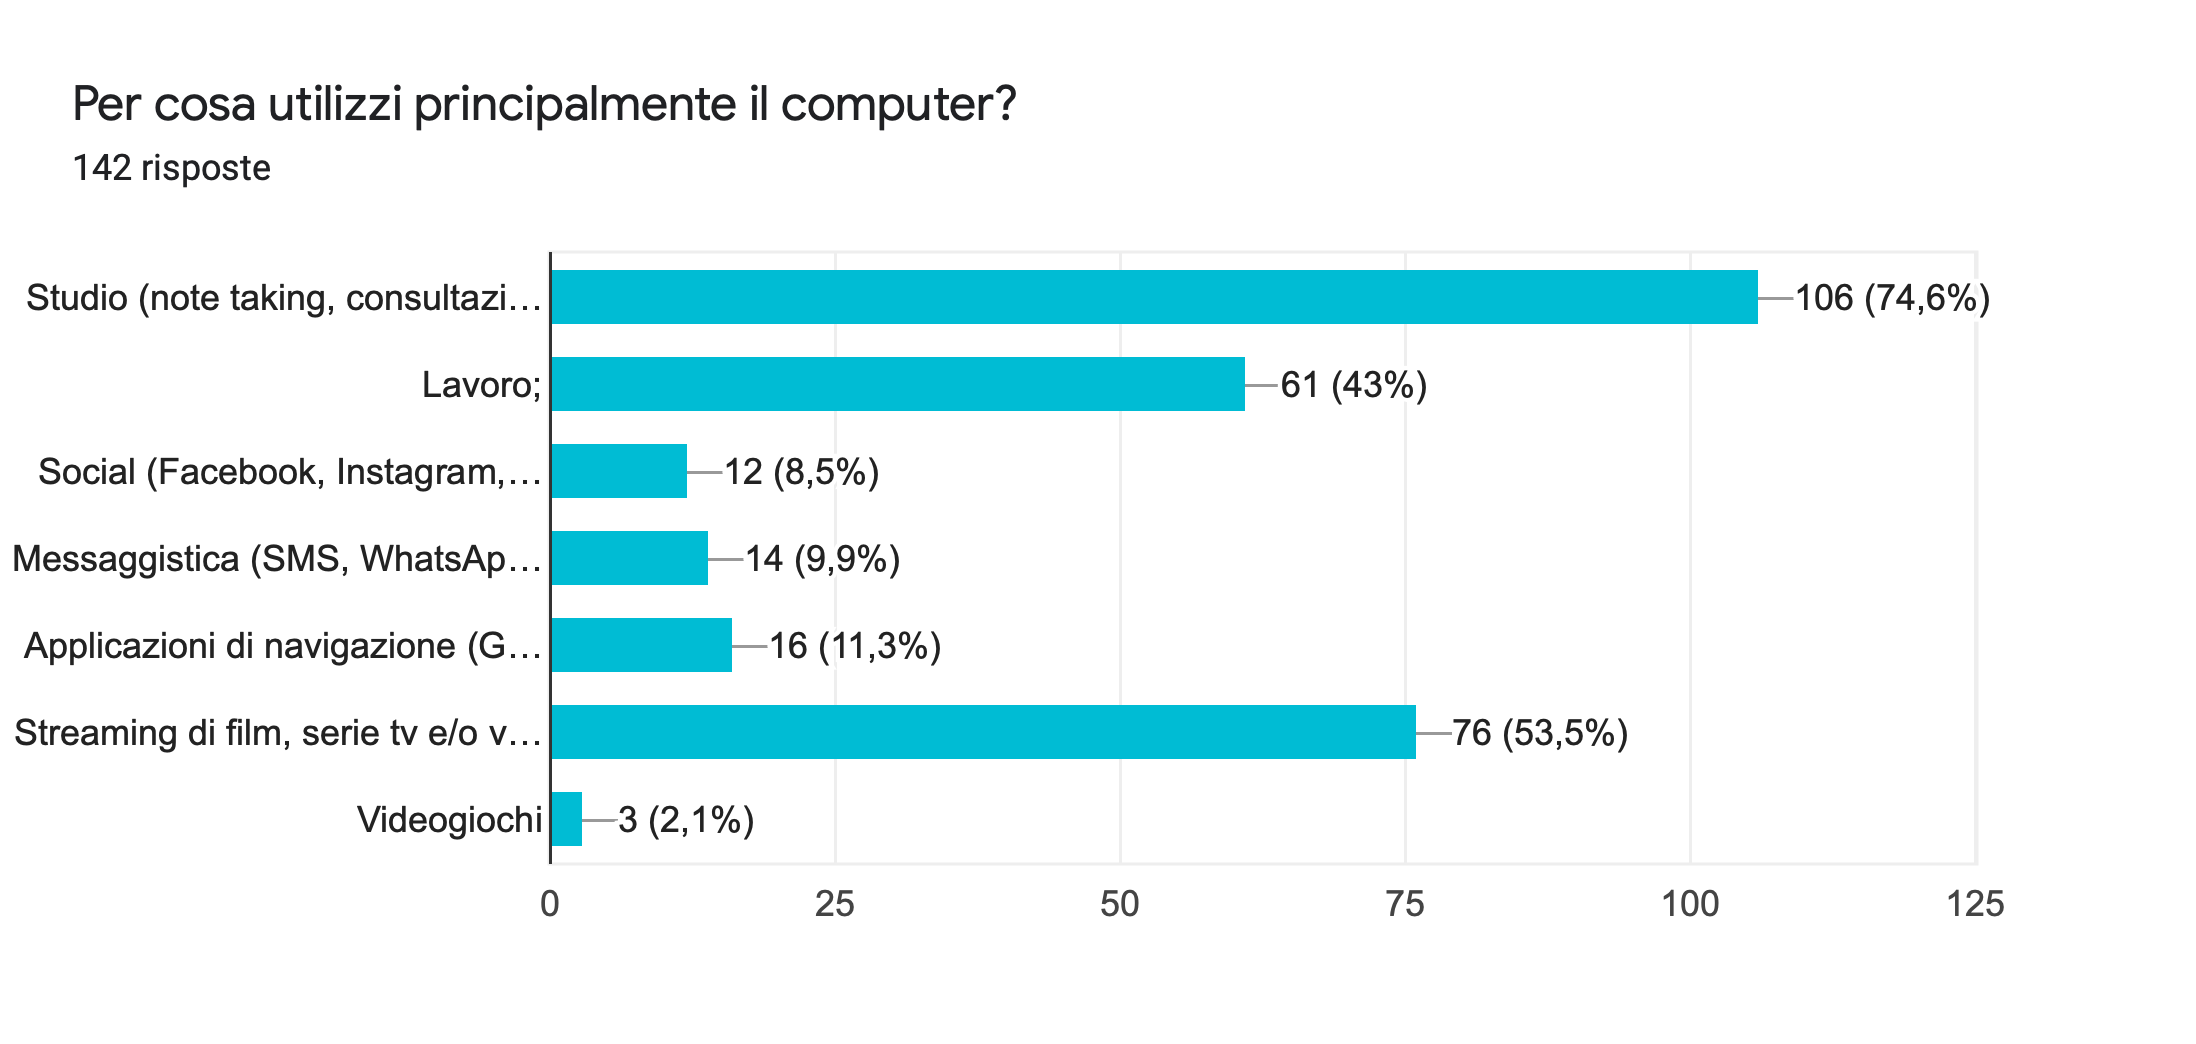 Per cosa utilizzi principalmente il computer?
142 risposte
Studio (note taking, consultazi… 106 (74,6%)
Lavoro; 61 (43%)
Social (Facebook, Instagram,… 12 (8,5%)
Messaggistica (SMS, WhatsAp… 14 (9,9%)
Applicazioni di navigazione (G… 16 (11,3%)
Streaming di film, serie tv e/o v… 76 (53,5%)
Videogiochi 3 (2,1%)
0 25 50 75 100 125